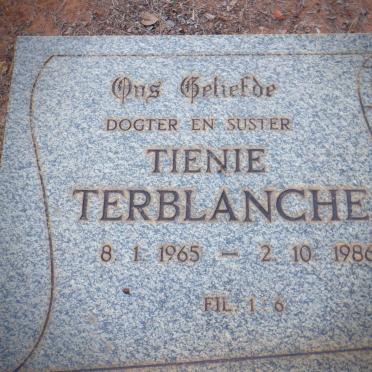 Ons Geliefde
DOGTER EN SUSTER
TIENIE
TERBLANCHE
8. 1. 1965 — 2. 10. 1986
FIL. 1 : 6